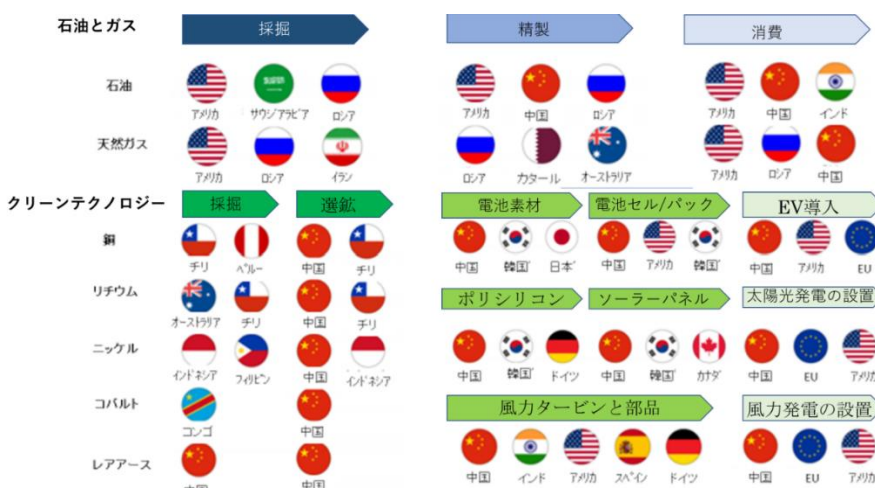 石油とガス 採掘 精製 消費
石油
アメリカ サウジアラビア ロシア アメリカ 中国 ロシア アメリカ 中国 インド
天然ガス
アメリカ ロシア イラン ロシア カタール オーストラリア アメリカ ロシア 中国
クリーンテクノロジー 採掘 選鉱 電池素材 電池セル/パック EV導入
銅
チリ ペルー 中国 チリ 中国 韓国 日本 中国 アメリカ 韓国 中国 アメリカ EU
リチウム ポリシリコン ソーラーパネル 太陽光発電の設置
オーストラリア チリ 中国 チリ
ニッケル
インドネシア フィリピン 中国 インドネシア 中国 韓国 ドイツ 中国 韓国 カナダ 中国 EU アメリカ
コバルト 風力タービンと部品 風力発電の設置
コンゴ 中国
レアアース
中国 中国 中国 インド アメリカ スペイン ドイツ 中国 EU アメリカ